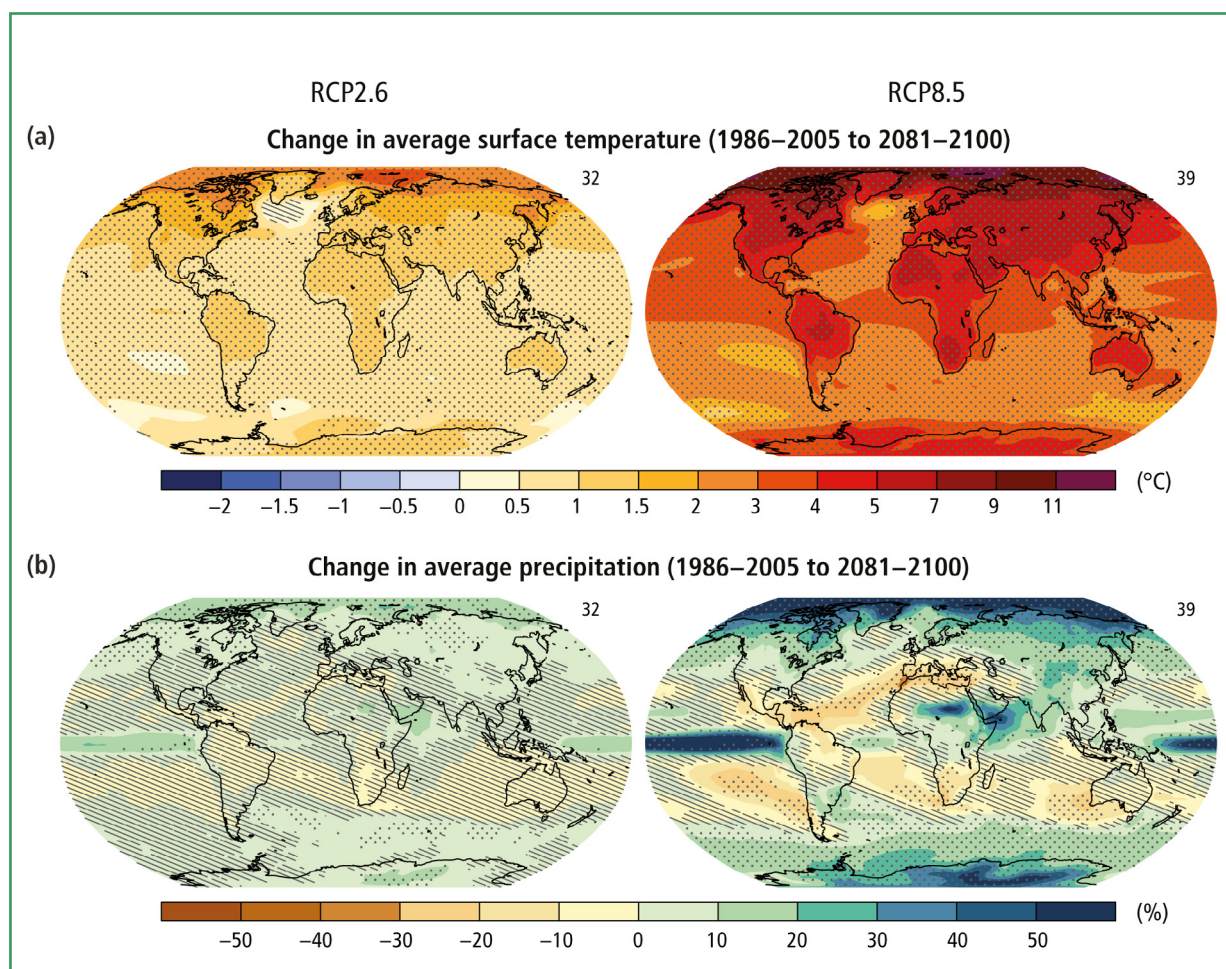 RCP2.6
RCP8.5
(a)
Change in average surface temperature (1986–2005 to 2081–2100)
32
39
−2 −1.5 −1 −0.5 0 0.5 1 1.5 2 3 4 5 7 9 11 (°C)
(b)
Change in average precipitation (1986–2005 to 2081–2100)
32
39
−50 −40 −30 −20 −10 0 10 20 30 40 50 (%)